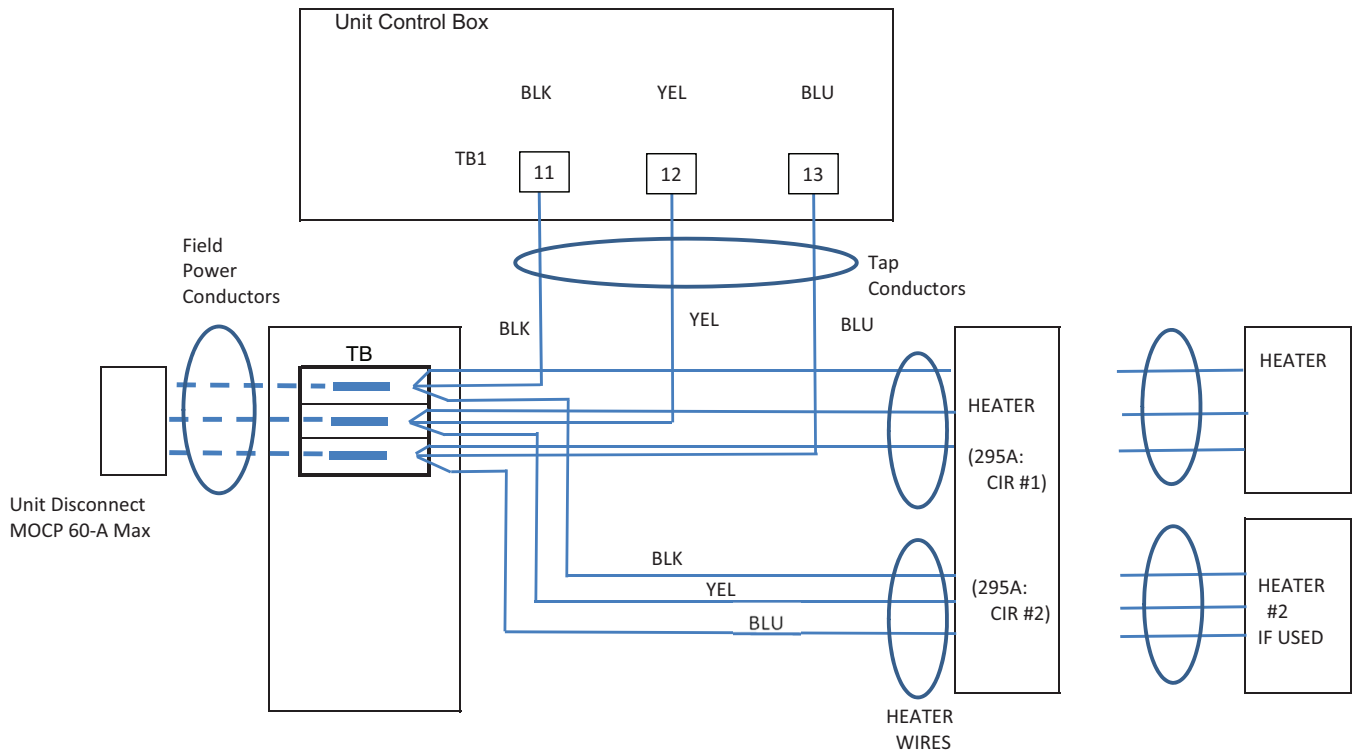 Unit Control Box
BLK YEL BLU
TB1
11 12 13
Field
Power
Conductors
Tap
Conductors
BLK
YEL
BLU
TB
Unit Disconnect
MOCP 60-A Max
HEATER
(295A:
CIR #1)
BLK
YEL
BLU
(295A:
CIR #2)
HEATER
WIRES
HEATER
HEATER
#2
IF USED